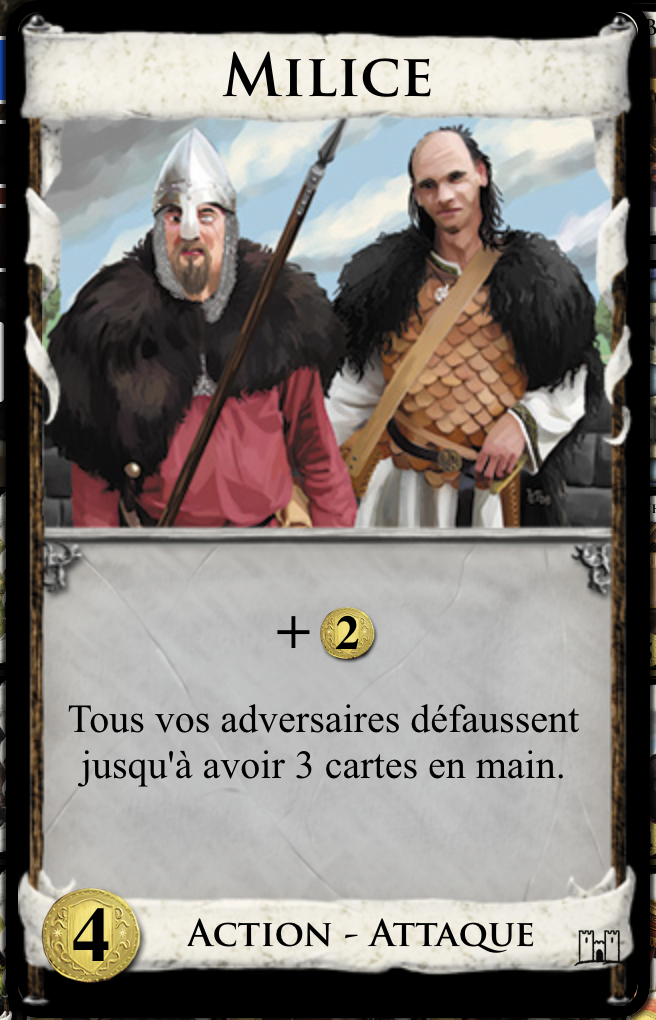 Milice
+ 2
Tous vos adversaires défaussent
jusqu'à avoir 3 cartes en main.
4 Action - Attaque